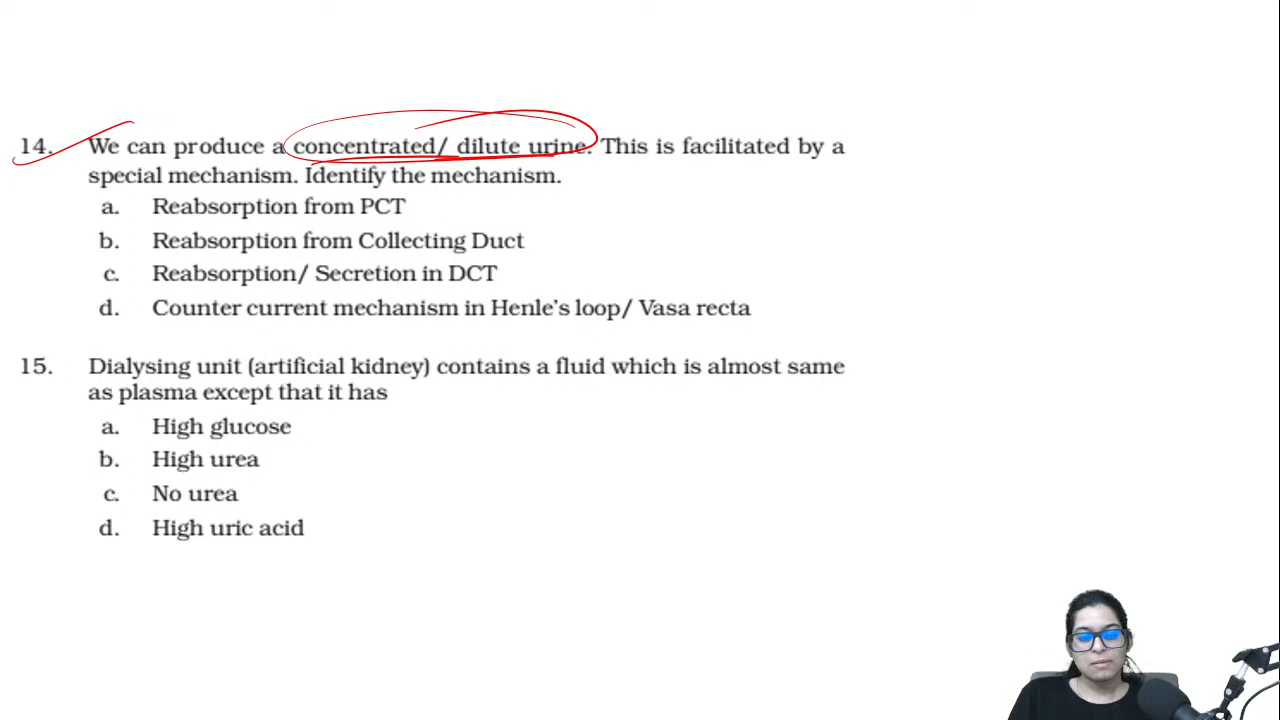 14. We can produce a concentrated/ dilute urine. This is facilitated by a
special mechanism. Identify the mechanism.
a. Reabsorption from PCT
b. Reabsorption from Collecting Duct
c. Reabsorption/ Secretion in DCT
d. Counter current mechanism in Henle's loop/ Vasa recta
15. Dialysing unit (artificial kidney) contains a fluid which is almost same
as plasma except that it has
a. High glucose
b. High urea
c. No urea
d. High uric acid